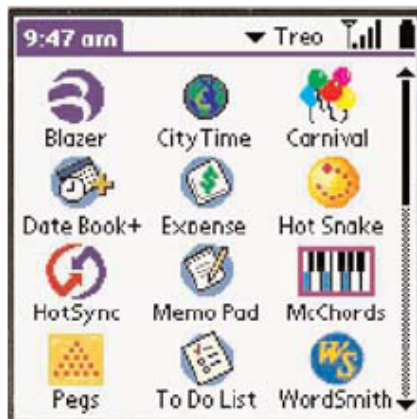 9:47 am
Treo
Blazer
CityTime
Carnival
Date Book+
Expense
Hot Snake
HotSync
Memo Pad
McChords
WS
Pegs
To Do List
WordSmith